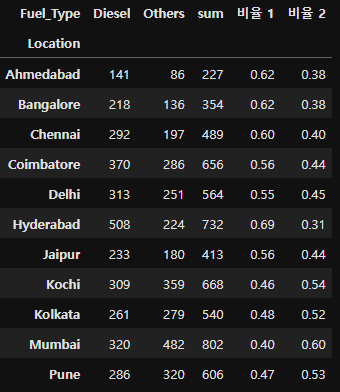 Fuel_Type Diesel Others sum 비율 1 비율 2
Location
Ahmedabad 141 86 227 0.62 0.38
Bangalore 218 136 354 0.62 0.38
Chennai 292 197 489 0.60 0.40
Coimbatore 370 286 656 0.56 0.44
Delhi 313 251 564 0.55 0.45
Hyderabad 508 224 732 0.69 0.31
Jaipur 233 180 413 0.56 0.44
Kochi 309 359 668 0.46 0.54
Kolkata 261 279 540 0.48 0.52
Mumbai 320 482 802 0.40 0.60
Pune 286 320 606 0.47 0.53